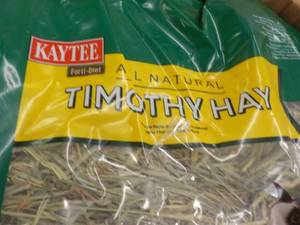 KAYTEE
Forti-Diet
ALL NATURAL
TIMOTHY HAY